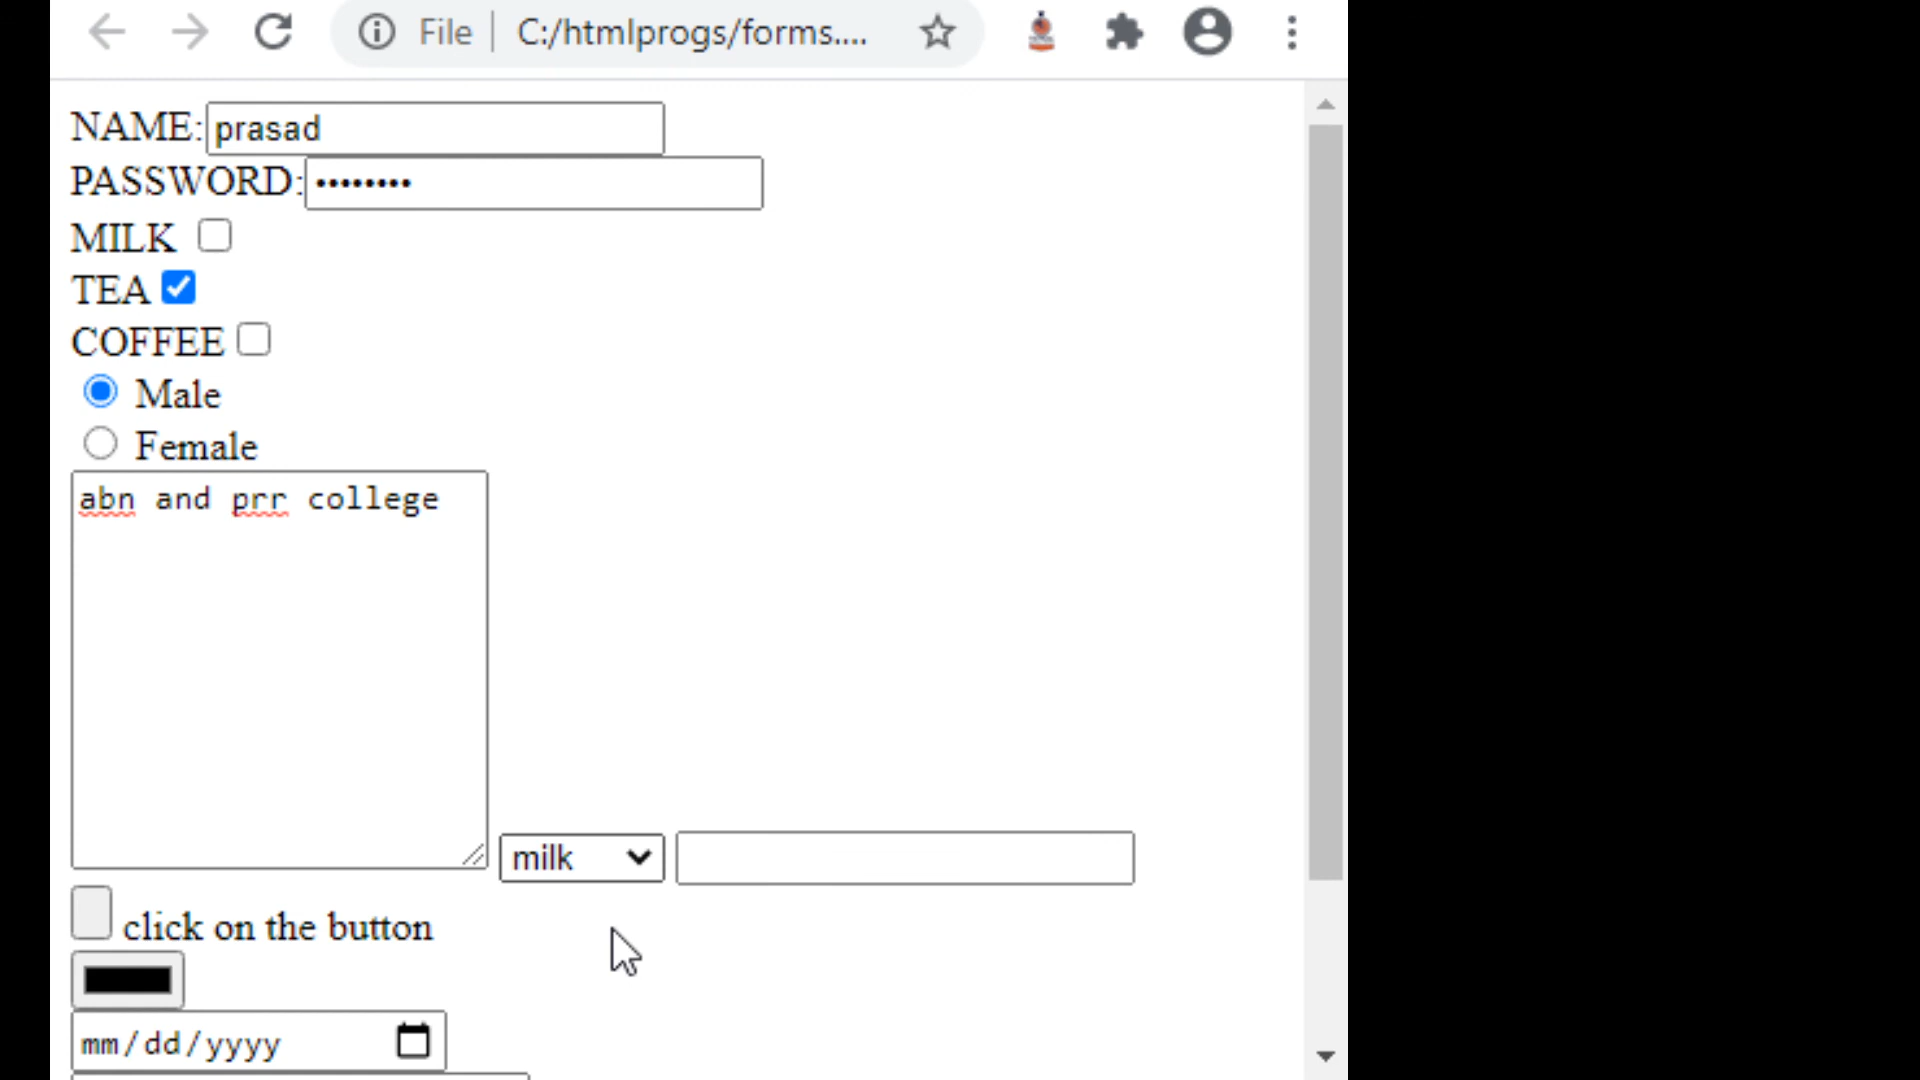 File C:/htmlprogs/forms....
NAME: prasad
PASSWORD: ••••••••
MILK
TEA
COFFEE
Male
Female
abn and prr college
milk
click on the button
mm/dd/yyyy